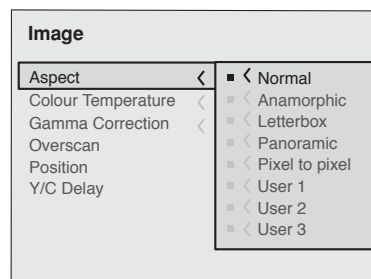 Image
Aspect
Colour Temperature
Gamma Correction
Overscan
Position
Y/C Delay
Normal
Anamorphic
Letterbox
Panoramic
Pixel to pixel
User 1
User 2
User 3